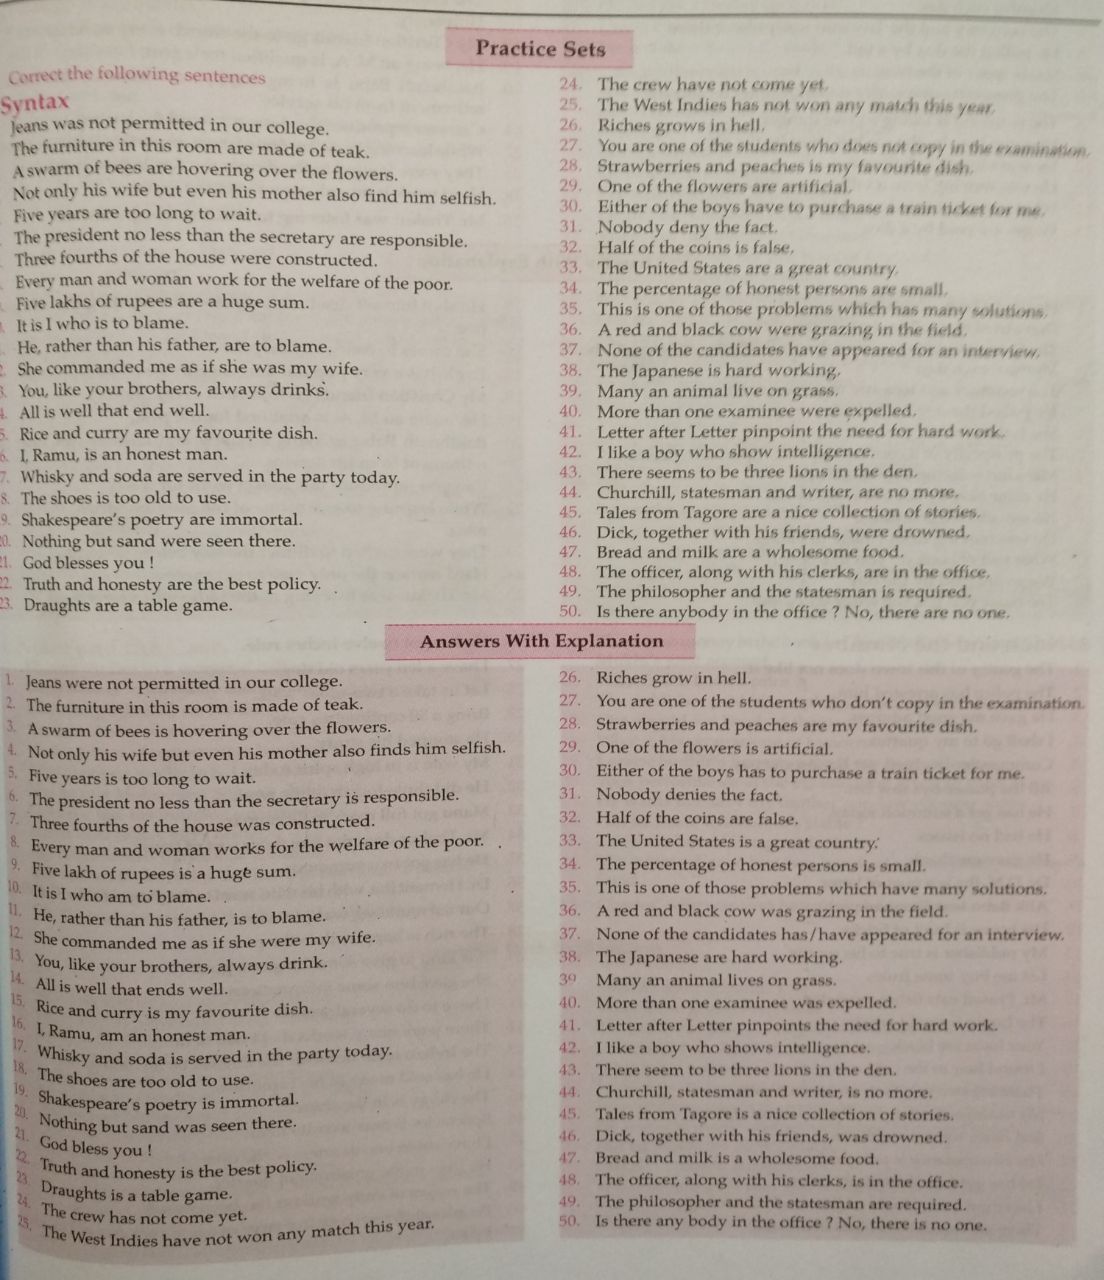 Practice Sets
Correct the following sentences
Syntax
Jeans was not permitted in our college.
The furniture in this room are made of teak.
A swarm of bees are hovering over the flowers.
Not only his wife but even his mother also find him selfish.
Five years are too long to wait.
The president no less than the secretary are responsible.
Three fourths of the house were constructed.
Every man and woman work for the welfare of the poor.
Five lakhs of rupees are a huge sum.
It is I who is to blame.
He, rather than his father, are to blame.
She commanded me as if she was my wife.
You, like your brothers, always drinks.
All is well that end well.
5. Rice and curry are my favourite dish.
6. I, Ramu, is an honest man.
7. Whisky and soda are served in the party today.
8. The shoes is too old to use.
9. Shakespeare's poetry are immortal.
20. Nothing but sand were seen there.
21. God blesses you !
22. Truth and honesty are the best policy.
23. Draughts are a table game.
24. The crew have not come yet.
25. The West Indies has not won any match this year.
26. Riches grows in hell.
27. You are one of the students who does not copy in the examination.
28. Strawberries and peaches is my favourite dish.
29. One of the flowers are artificial.
30. Either of the boys have to purchase a train ticket for me.
31. Nobody deny the fact.
32. Half of the coins is false.
33. The United States are a great country.
34. The percentage of honest persons are small.
35. This is one of those problems which has many solutions.
36. A red and black cow were grazing in the field.
37. None of the candidates have appeared for an interview.
38. The Japanese is hard working.
39. Many an animal live on grass.
40. More than one examinee were expelled.
41. Letter after Letter pinpoint the need for hard work.
42. I like a boy who show intelligence.
43. There seems to be three lions in the den.
44. Churchill, statesman and writer, are no more.
45. Tales from Tagore are a nice collection of stories.
46. Dick, together with his friends, were drowned.
47. Bread and milk are a wholesome food.
48. The officer, along with his clerks, are in the office.
49. The philosopher and the statesman is required.
50. Is there anybody in the office ? No, there are no one.
Answers With Explanation
1. Jeans were not permitted in our college.
2. The furniture in this room is made of teak.
3. A swarm of bees is hovering over the flowers.
4. Not only his wife but even his mother also finds him selfish.
5. Five years is too long to wait.
6. The president no less than the secretary is responsible.
7. Three fourths of the house was constructed.
8. Every man and woman works for the welfare of the poor.
9. Five lakh of rupees is a huge sum.
10. It is I who am to blame.
11. He, rather than his father, is to blame.
12. She commanded me as if she were my wife.
13. You, like your brothers, always drink.
14. All is well that ends well.
15. Rice and curry is my favourite dish.
16. I, Ramu, am an honest man.
17. Whisky and soda is served in the party today.
18. The shoes are too old to use.
19. Shakespeare's poetry is immortal.
20. Nothing but sand was seen there.
21. God bless you !
22. Truth and honesty is the best policy.
23. Draughts is a table game.
24. The crew has not come yet.
25. The West Indies have not won any match this year.
26. Riches grow in hell.
27. You are one of the students who don't copy in the examination.
28. Strawberries and peaches are my favourite dish.
29. One of the flowers is artificial.
30. Either of the boys has to purchase a train ticket for me.
31. Nobody denies the fact.
32. Half of the coins are false.
33. The United States is a great country.
34. The percentage of honest persons is small.
35. This is one of those problems which have many solutions.
36. A red and black cow was grazing in the field.
37. None of the candidates has/have appeared for an interview.
38. The Japanese are hard working.
39 Many an animal lives on grass.
40. More than one examinee was expelled.
41. Letter after Letter pinpoints the need for hard work.
42. I like a boy who shows intelligence.
43. There seem to be three lions in the den.
44. Churchill, statesman and writer, is no more.
45. Tales from Tagore is a nice collection of stories.
46. Dick, together with his friends, was drowned.
47. Bread and milk is a wholesome food.
48. The officer, along with his clerks, is in the office.
49. The philosopher and the statesman are required.
50. Is there any body in the office ? No, there is no one.